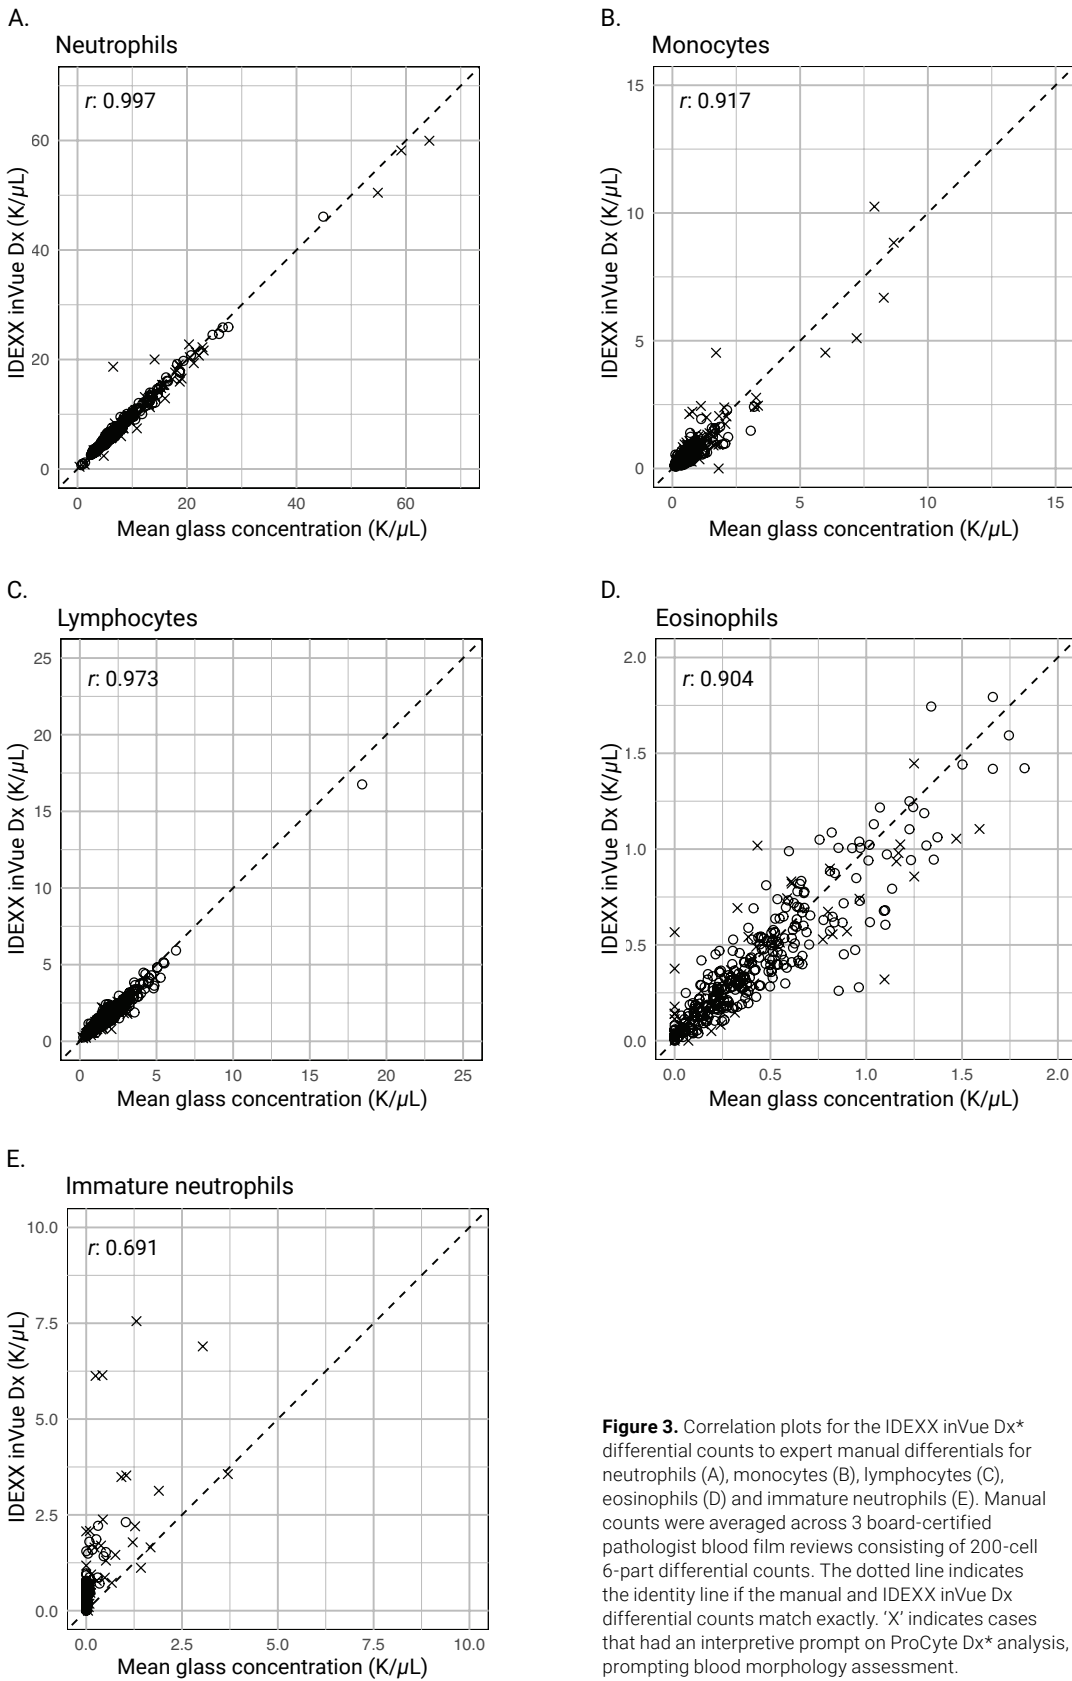 A.
Neutrophils
r: 0.997
60
40
20
0
0 20 40 60
IDEXX inVue Dx (K/µL)
Mean glass concentration (K/µL)
B.
Monocytes
r: 0.917
15
10
5
0
0 5 10 15
IDEXX inVue Dx (K/µL)
Mean glass concentration (K/µL)
C.
Lymphocytes
r: 0.973
25
20
15
10
5
0
0 5 10 15 20 25
IDEXX inVue Dx (K/µL)
Mean glass concentration (K/µL)
D.
Eosinophils
r: 0.904
2.0
1.5
1.0
0.5
0.0
0.0 0.5 1.0 1.5 2.0
IDEXX inVue Dx (K/µL)
Mean glass concentration (K/µL)
E.
Immature neutrophils
r: 0.691
10.0
7.5
5.0
2.5
0.0
0.0 2.5 5.0 7.5 10.0
IDEXX inVue Dx (K/µL)
Mean glass concentration (K/µL)
Figure 3. Correlation plots for the IDEXX inVue Dx*
differential counts to expert manual differentials for
neutrophils (A), monocytes (B), lymphocytes (C),
eosinophils (D) and immature neutrophils (E). Manual
counts were averaged across 3 board-certified
pathologist blood film reviews consisting of 200-cell
6-part differential counts. The dotted line indicates
the identity line if the manual and IDEXX inVue Dx
differential counts match exactly. ‘X’ indicates cases
that had an interpretive prompt on ProCyte Dx* analysis,
prompting blood morphology assessment.